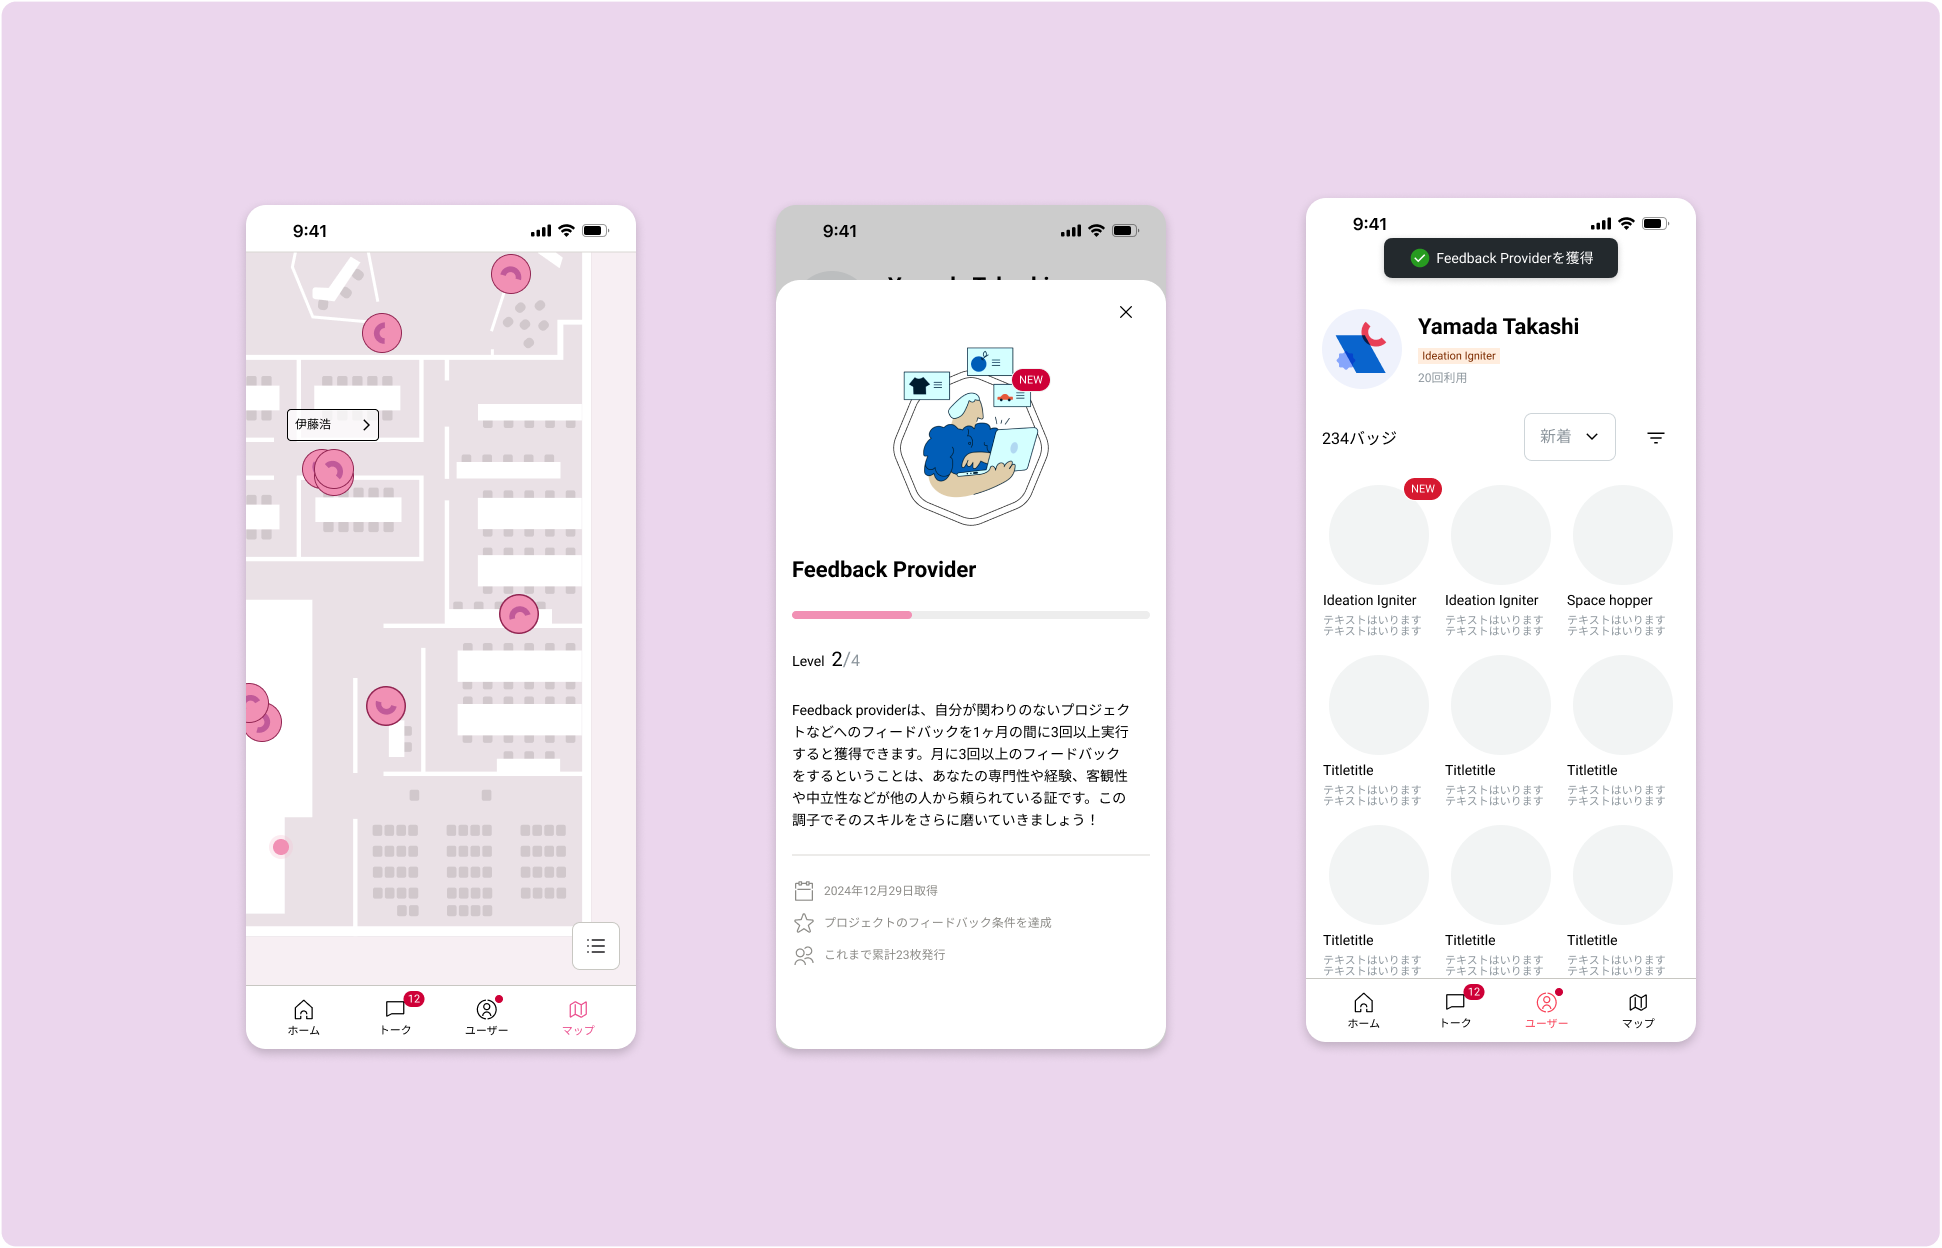 9:41
伊藤浩
ホーム
トーク
12
ユーザー
マップ
9:41
NEW
Feedback Provider
Level 2/4
Feedback providerは、自分が関わりのないプロジェク
トなどへのフィードバックを1ヶ月の間に3回以上実行
すると獲得できます。月に3回以上のフィードバック
をするということは、あなたの専門性や経験、客観性
や中立性などが他の人から頼られている証です。この
調子でそのスキルをさらに磨いていきましょう！
2024年12月29日取得
プロジェクトのフィードバック条件を達成
これまで累計23枚発行
9:41
Feedback Providerを獲得
Yamada Takashi
Ideation Igniter
20回利用
234バッジ
新着
NEW
Ideation Igniter
テキストはいります
テキストはいります
Ideation Igniter
テキストはいります
テキストはいります
Space hopper
テキストはいります
テキストはいります
Titletitle
テキストはいります
テキストはいります
Titletitle
テキストはいります
テキストはいります
Titletitle
テキストはいります
テキストはいります
Titletitle
テキストはいります
テキストはいります
Titletitle
テキストはいります
テキストはいります
Titletitle
テキストはいります
テキストはいります
ホーム
トーク
12
ユーザー
マップ